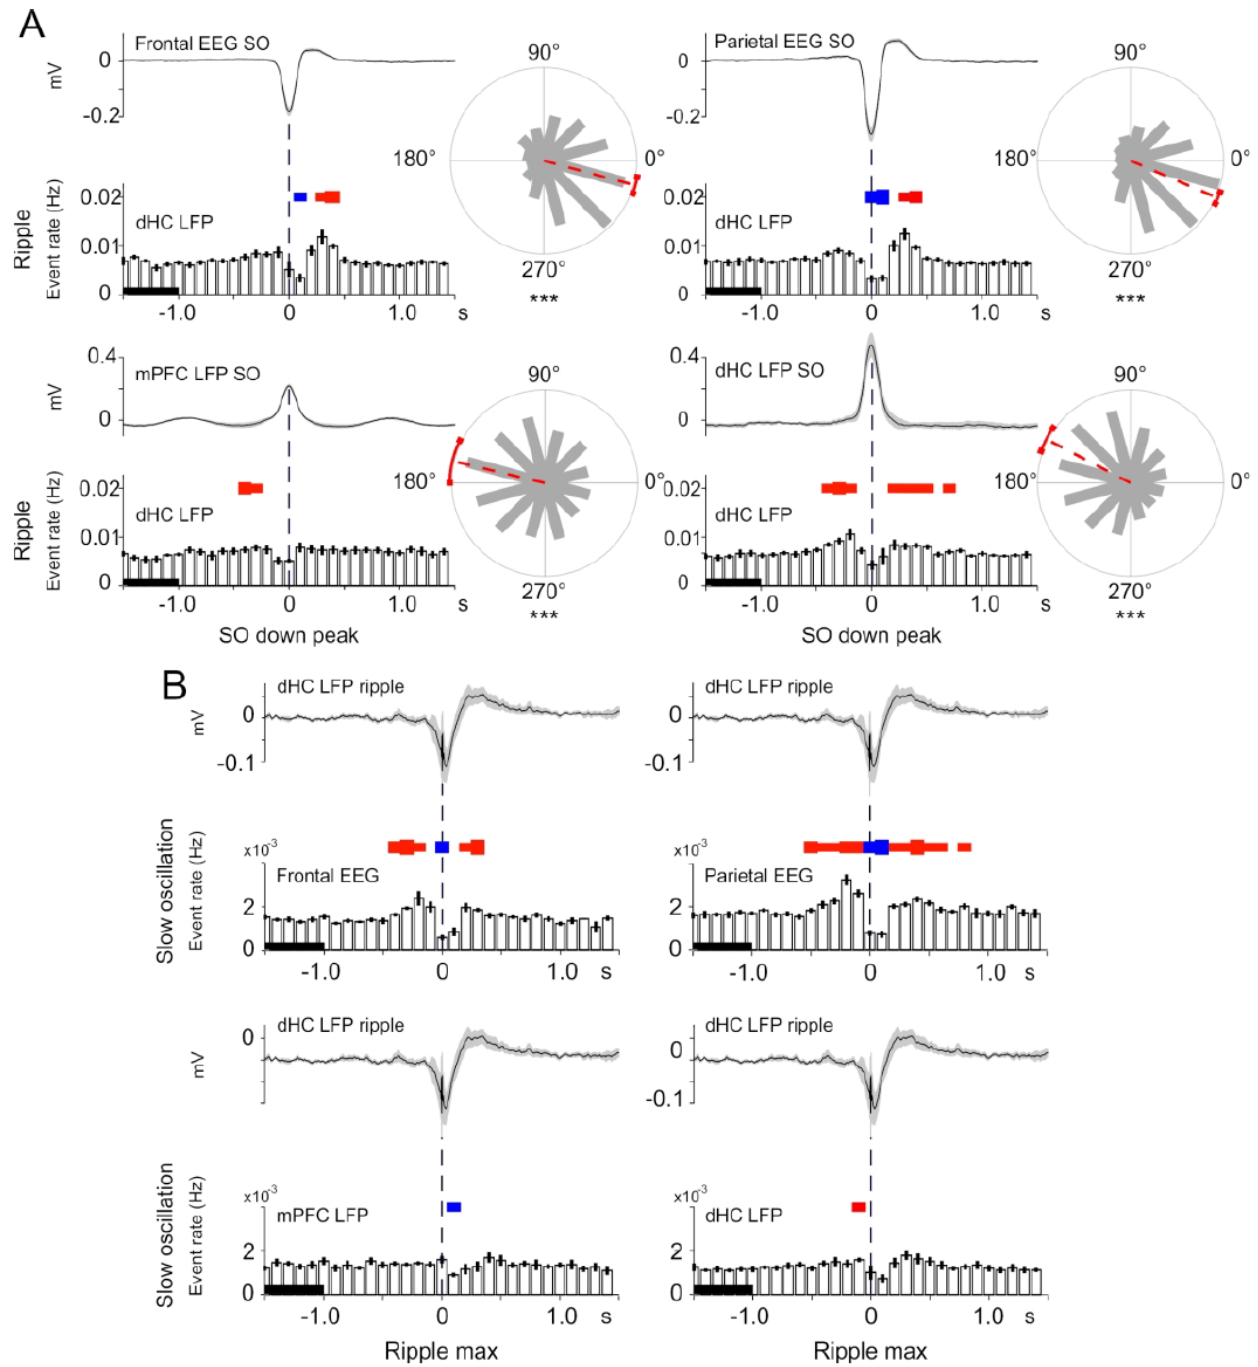 A
Frontal EEG SO
mV
0
-0.2
90°
180°
0°
270°
***
Ripple
Event rate (Hz)
0.02
0.01
0
dHC LFP
-1.0 0 1.0 s
Parietal EEG SO
0
-0.2
90°
180°
0°
270°
***
0.02
0.01
0
dHC LFP
-1.0 0 1.0 s
mPFC LFP SO
mV
0.4
0
90°
180°
0°
270°
***
Ripple
Event rate (Hz)
0.02
0.01
0
dHC LFP
-1.0 0 1.0 s
SO down peak
dHC LFP SO
0.4
0
90°
180°
0°
270°
***
0.02
0.01
0
dHC LFP
-1.0 0 1.0 s
SO down peak
B
dHC LFP ripple
mV
0
-0.1
Slow oscillation
Event rate (Hz)
x10-3
Frontal EEG
2
0
-1.0 0 1.0 s
dHC LFP ripple
0
-0.1
x10-3
Parietal EEG
2
0
-1.0 0 1.0 s
dHC LFP ripple
mV
0
Slow oscillation
Event rate (Hz)
x10-3
mPFC LFP
2
0
-1.0 0 1.0 s
Ripple max
dHC LFP ripple
0
-0.1
x10-3
dHC LFP
2
0
-1.0 0 1.0 s
Ripple max